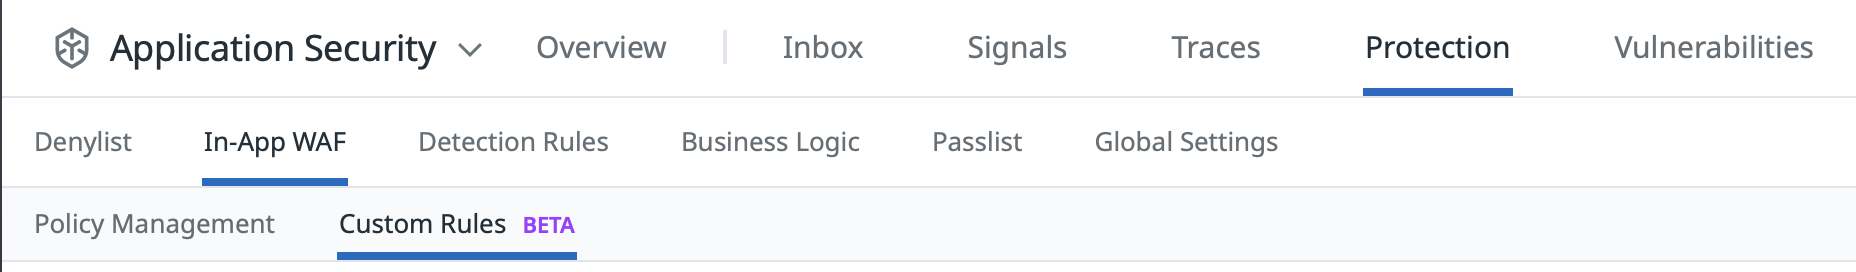 Application Security Overview Inbox Signals Traces Protection Vulnerabilities
Denylist In-App WAF Detection Rules Business Logic Passlist Global Settings
Policy Management Custom Rules BETA